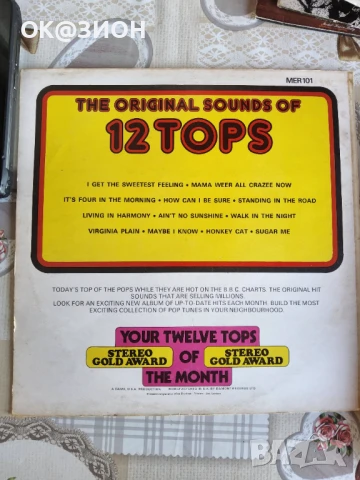 ОК@ЗИОН
MER101
THE ORIGINAL SOUNDS OF
12 TOPS
I GET THE SWEETEST FEELING • MAMA WEER ALL CRAZEE NOW
IT'S FOUR IN THE MORNING • HOW CAN I BE SURE • STANDING IN THE ROAD
LIVING IN HARMONY • AIN'T NO SUNSHINE • WALK IN THE NIGHT
VIRGINIA PLAIN • MAYBE I KNOW • HONKEY CAT • SUGAR ME
TODAY'S TOP OF THE POPS WHILE THEY ARE HOT ON THE B B C. CHARTS. THE ORIGINAL HIT
SOUNDS THAT ARE SELLING MILLIONS.
LOOK FOR AN EXCITING NEW ALBUM OF UP-TO-DATE HITS EACH MONTH. BUILD THE MOST
EXCITING COLLECTION OF POP TUNES IN YOUR NEIGHBOURHOOD.
YOUR TWELVE TOPS
STEREO GOLD AWARD OF STEREO GOLD AWARD
THE MONTH
BAZAR